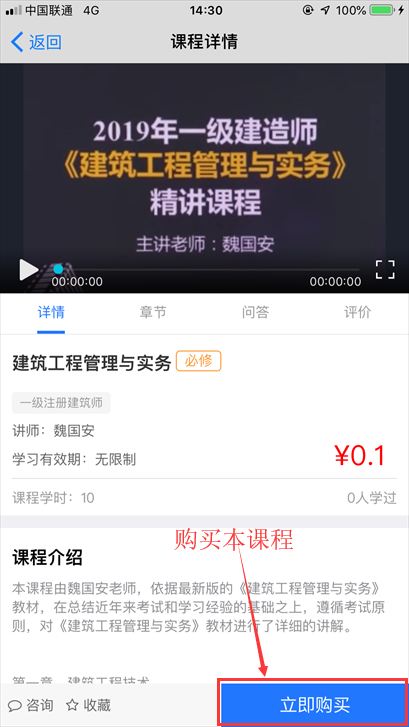 中国联通 4G 14:30 100%
返回 课程详情
2019年一级建造师
《建筑工程管理与实务》
精讲课程
主讲老师：魏国安
00:00:00 00:00:00
详情 章节 问答 评价
建筑工程管理与实务 必修
一级注册建筑师
讲师：魏国安
学习有效期：无限制 ¥0.1
课程学时：10 0人学过
购买本课程
课程介绍
本课程由魏国安老师，依据最新版的《建筑工程管理与实务》
教材，在总结近年来考试和学习经验的基础之上，遵循考试原
则，对《建筑工程管理与实务》教材进行了详细的讲解。
第一章 建筑工程技术
咨询 收藏 立即购买